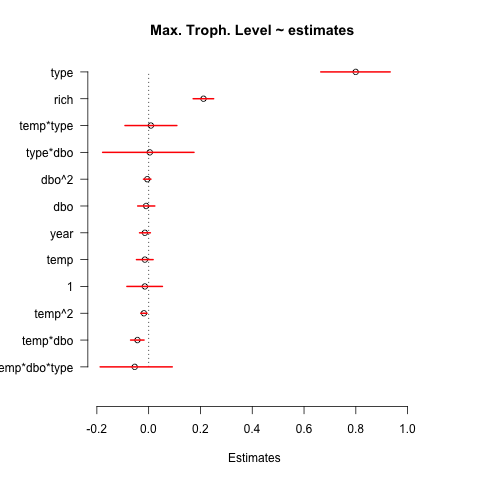 Max. Troph. Level ~ estimates
type
rich
temp*type
type*dbo
dbo^2
dbo
year
temp
1
temp^2
temp*dbo
emp*dbo*type
-0.2 0.0 0.2 0.4 0.6 0.8 1.0
Estimates